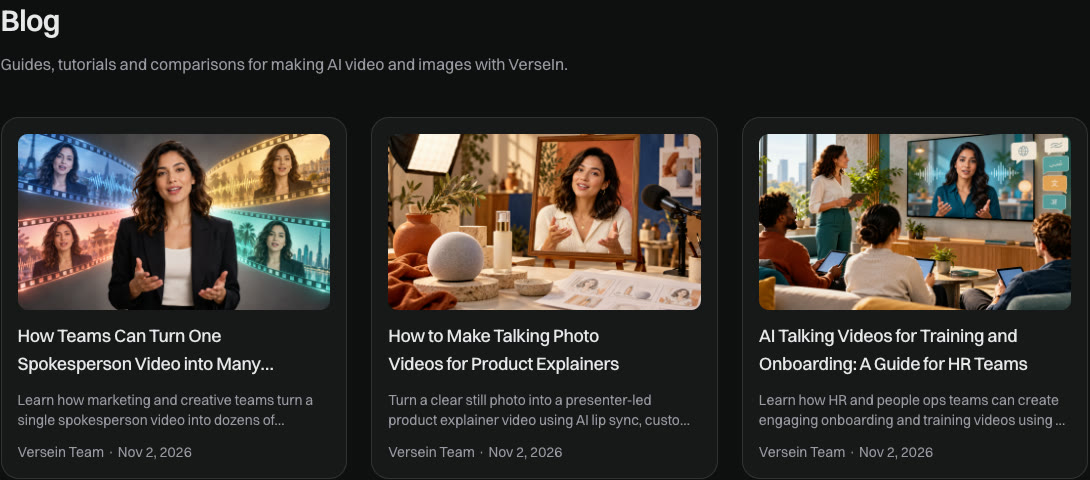 Blog
Guides, tutorials and comparisons for making AI video and images with VerseIn.
How Teams Can Turn One
Spokesperson Video into Many...
Learn how marketing and creative teams turn a
single spokesperson video into dozens of...
Versein Team · Nov 2, 2026
How to Make Talking Photo
Videos for Product Explainers
Turn a clear still photo into a presenter-led
product explainer video using AI lip sync, custo...
Versein Team · Nov 2, 2026
AI Talking Videos for Training and
Onboarding: A Guide for HR Teams
Learn how HR and people ops teams can create
engaging onboarding and training videos using ...
Versein Team · Nov 2, 2026